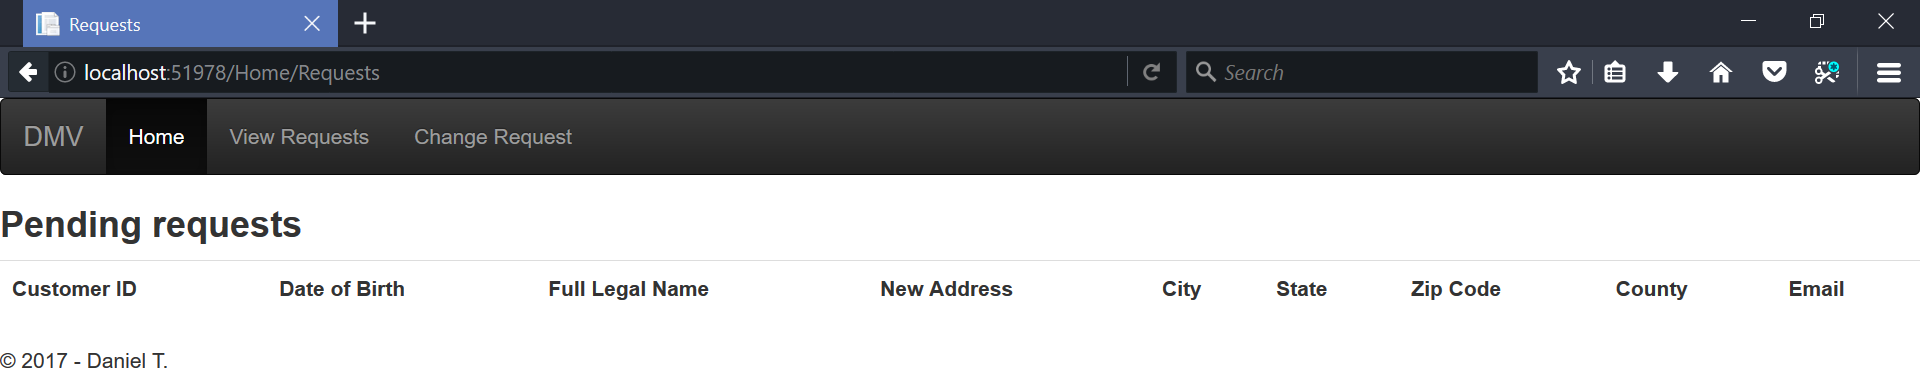 Requests
localhost:51978/Home/Requests
Search
DMV Home View Requests Change Request
Pending requests
Customer ID Date of Birth Full Legal Name New Address City State Zip Code County Email
© 2017 - Daniel T.